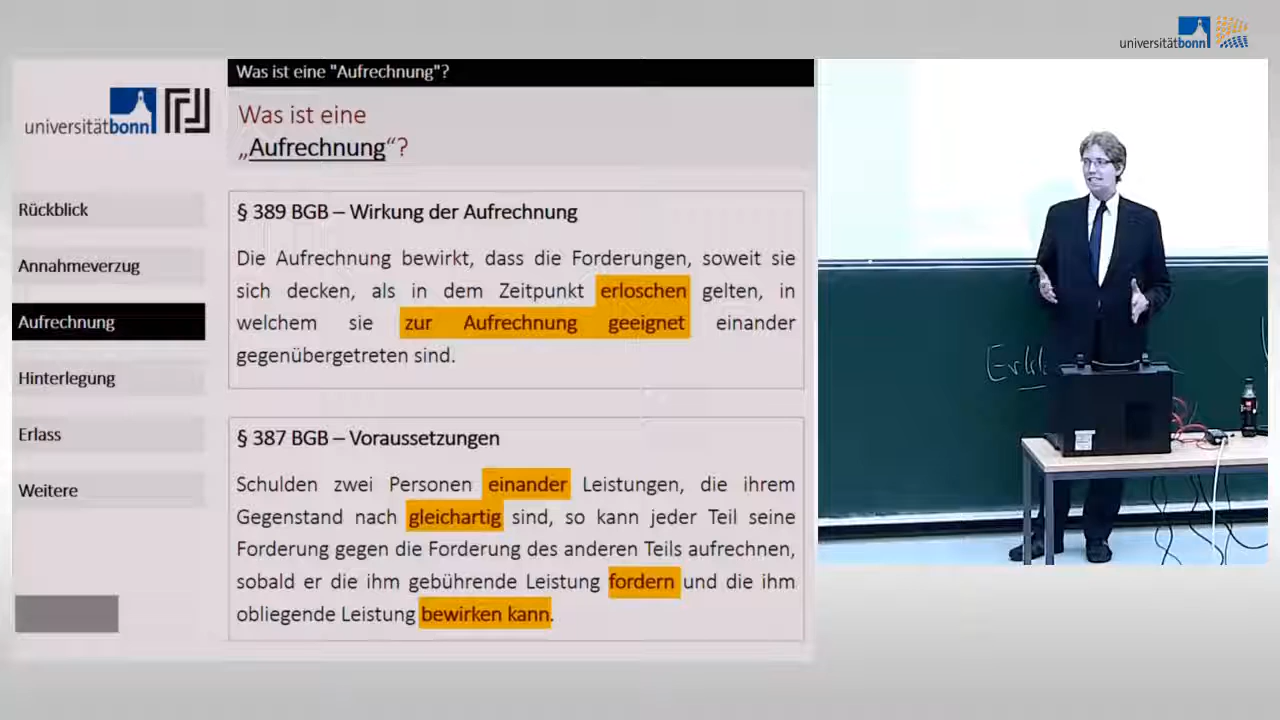 universitätbonn
Was ist eine "Aufrechnung"?
universitätbonn
Was ist eine
„Aufrechnung“?
Rückblick
Annahmeverzug
Aufrechnung
Hinterlegung
Erlass
Weitere
§ 389 BGB – Wirkung der Aufrechnung
Die Aufrechnung bewirkt, dass die Forderungen, soweit sie
sich decken, als in dem Zeitpunkt erloschen gelten, in
welchem sie zur Aufrechnung geeignet einander
gegenübergetreten sind.
§ 387 BGB – Voraussetzungen
Schulden zwei Personen einander Leistungen, die ihrem
Gegenstand nach gleichartig sind, so kann jeder Teil seine
Forderung gegen die Forderung des anderen Teils aufrechnen,
sobald er die ihm gebührende Leistung fordern und die ihm
obliegende Leistung bewirken kann.